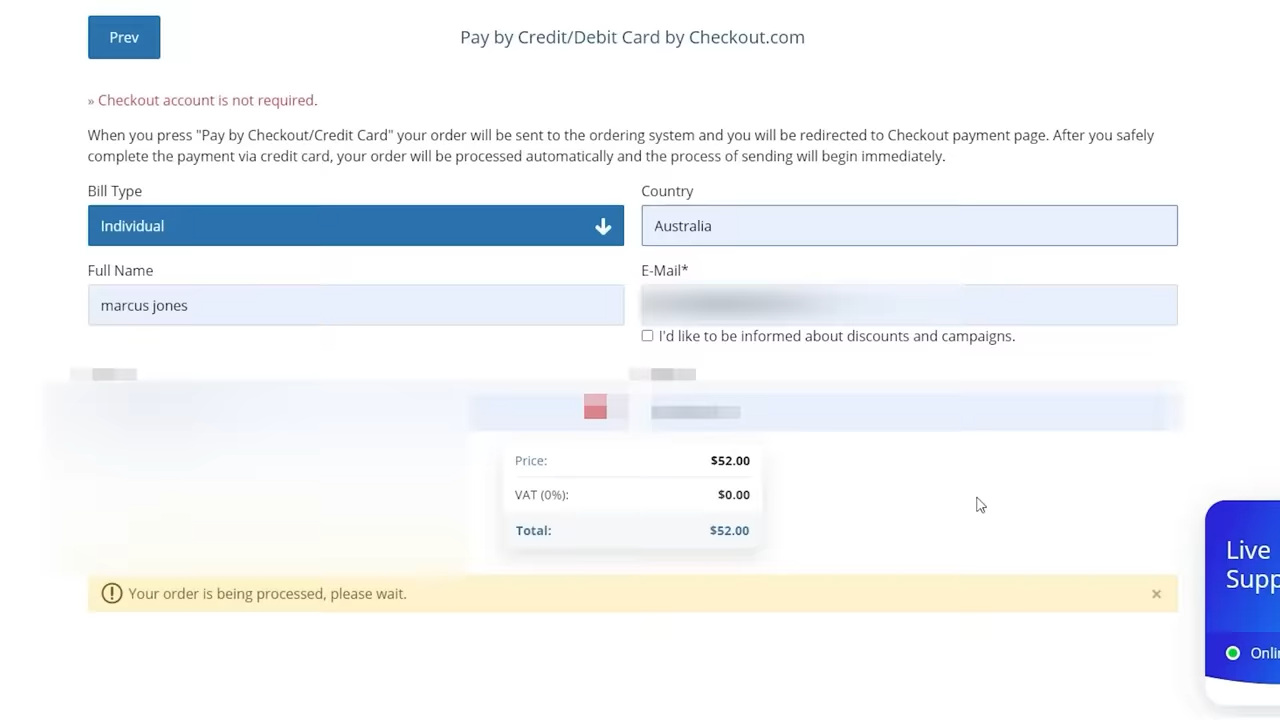 Prev
Pay by Credit/Debit Card by Checkout.com
» Checkout account is not required.
When you press "Pay by Checkout/Credit Card" your order will be sent to the ordering system and you will be redirected to Checkout payment page. After you safely
complete the payment via credit card, your order will be processed automatically and the process of sending will begin immediately.
Bill Type
Country
Individual
Australia
Full Name
E-Mail*
marcus jones
I'd like to be informed about discounts and campaigns.
Price: $52.00
VAT (0%): $0.00
Total: $52.00
Live
Supp
Your order is being processed, please wait. ×
Onlin